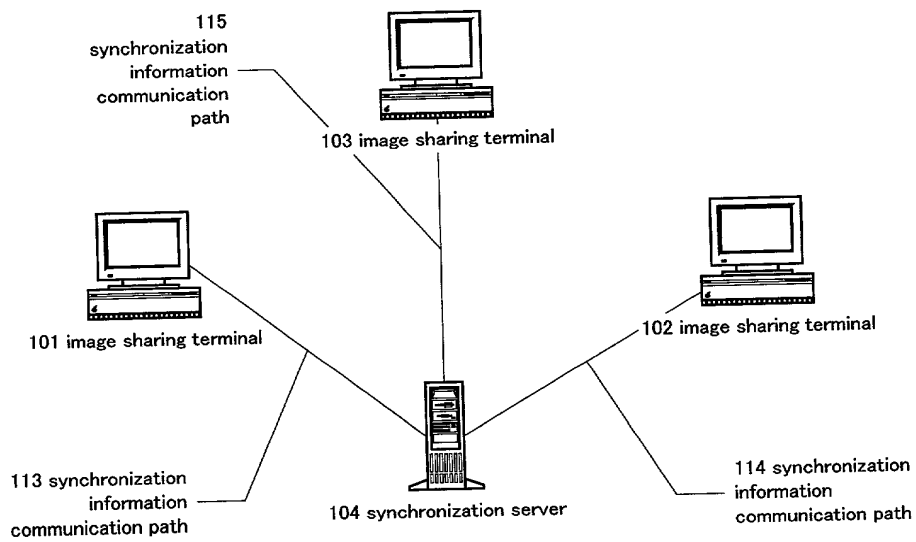 115
synchronization
information
communication
path
103 image sharing terminal
101 image sharing terminal
102 image sharing terminal
113 synchronization
information
communication path
104 synchronization server
114 synchronization
information
communication path